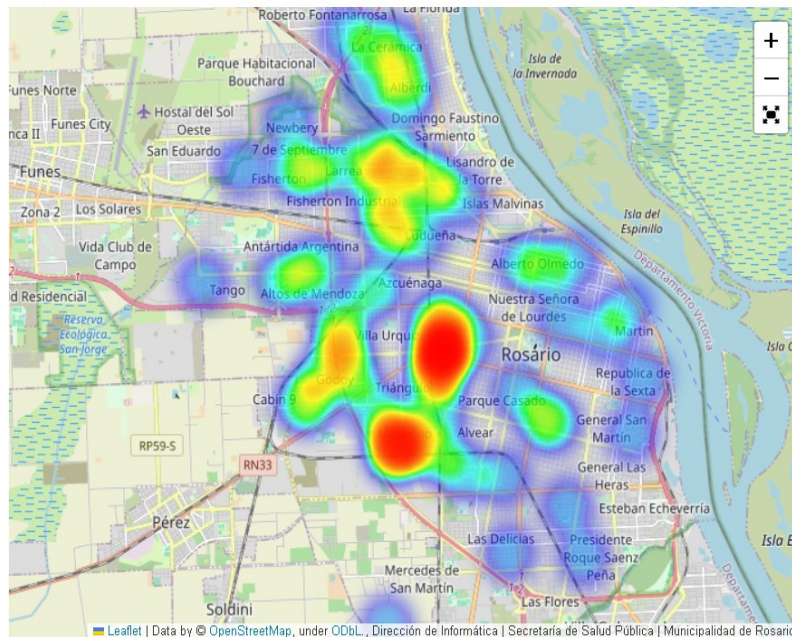 Roberto Fontanarrosa
La Florida
La Cerámica
Parque Habitacional
Bouchard
Isla de
la Invernada
Alberdi
Funes Norte
Hostal del Sol
Oeste
Funes City
Domingo Faustino
Sarmiento
Newbery
San Eduardo
7 de Septiembre
Lisandro de
la Torre
Funes
Larrea
Fisherton
Fisherton Industrial
Islas Malvinas
Zona 2
Los Solares
Isla del
Espinillo
Ludueña
Vida Club de
Campo
Antártida Argentina
Alberto Olmedo
2
1
Departamento Victoria
Azcuénaga
Tango
Altos de Mendoza
Residencial
Nuestra Señora
de Lourdes
Reserva
Ecológica
San Jorge
Martin
Rosário
Republica de
la Sexta
Godoy
Cabin 9
Parque Casado
General San
Martín
Alvear
RP59-S
RN33
General Las
Heras
Esteban Echeverría
Pérez
Las Delicias
Presidente
Roque Saenz
Peña
Mercedes de
San Martín
1-2
Las Flores
Soldini
+
−
Leaflet | Data by © OpenStreetMap, under ODbL., Dirección de Informática | Secretaría de Salud Pública | Municipalidad de Rosario